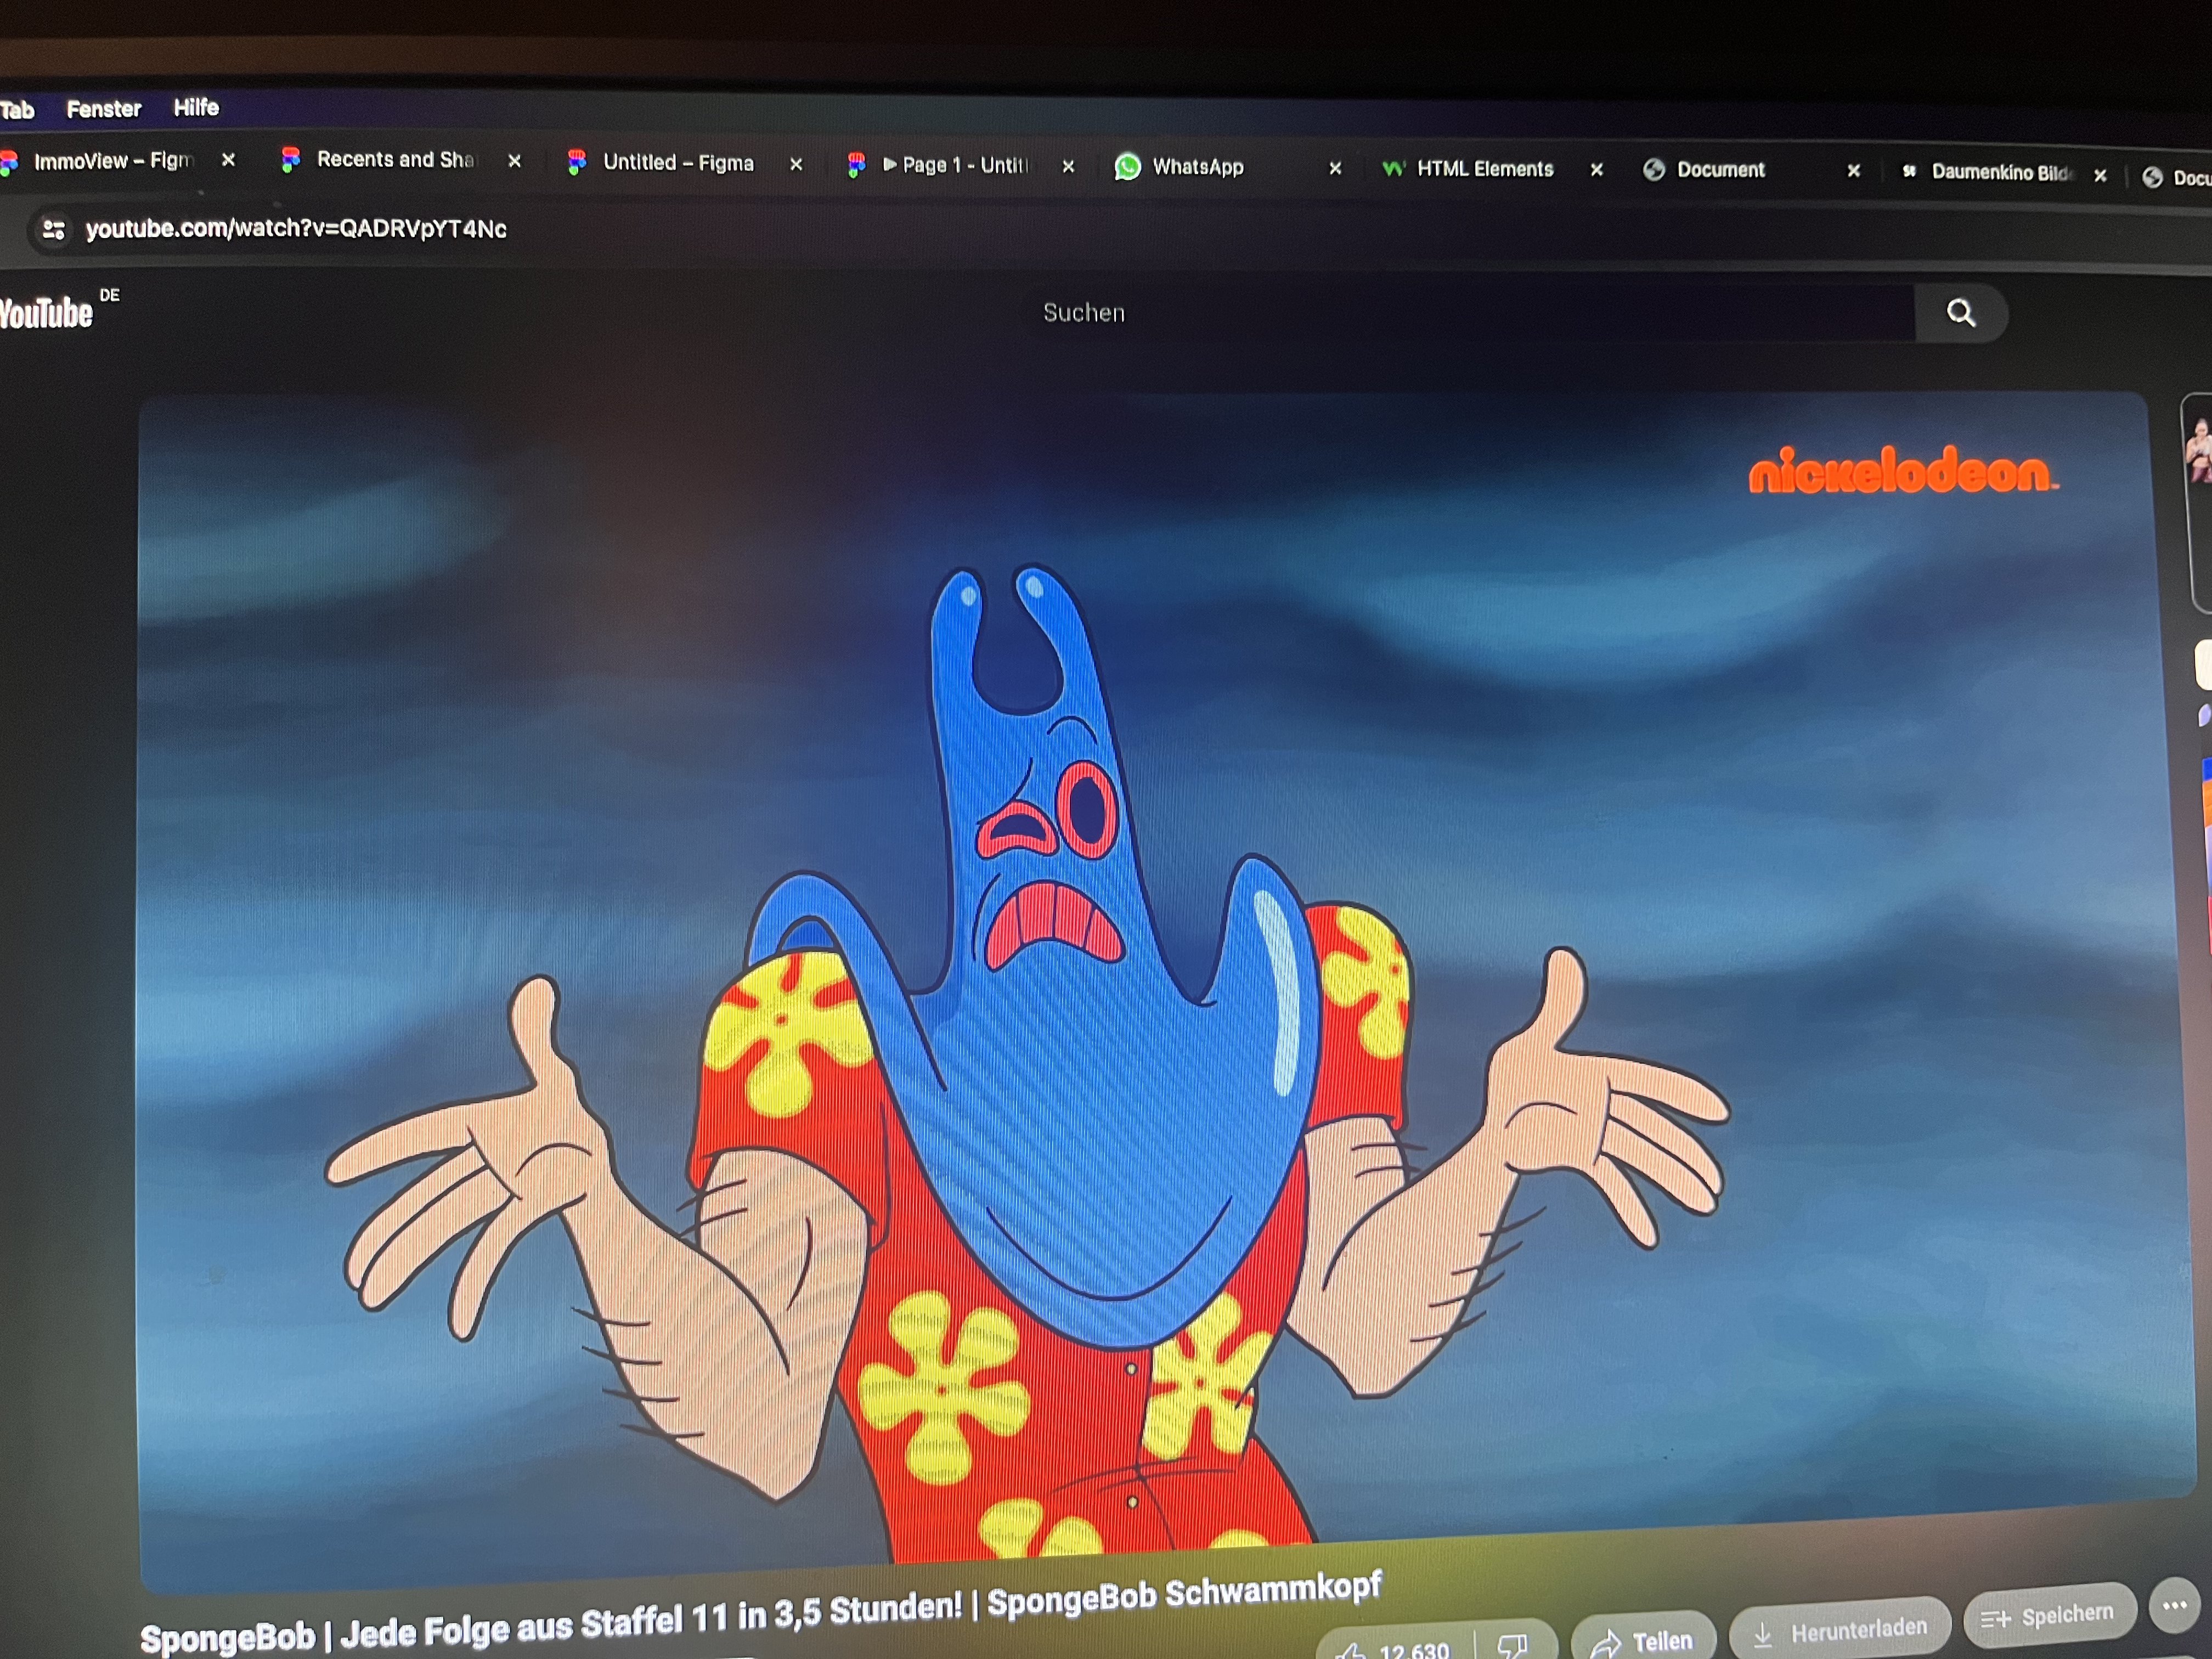 Tab Fenster Hilfe
ImmoView – Figm Recents and Sha Untitled – Figma Page 1 - Untitl WhatsApp HTML Elements Document Daumenkino Bilde Docu
youtube.com/watch?v=QADRVpYT4Nc
YouTube DE
Suchen
nickelodeon
SpongeBob | Jede Folge aus Staffel 11 in 3,5 Stunden! | SpongeBob Schwammkopf
12.630 Teilen Herunterladen Speichern